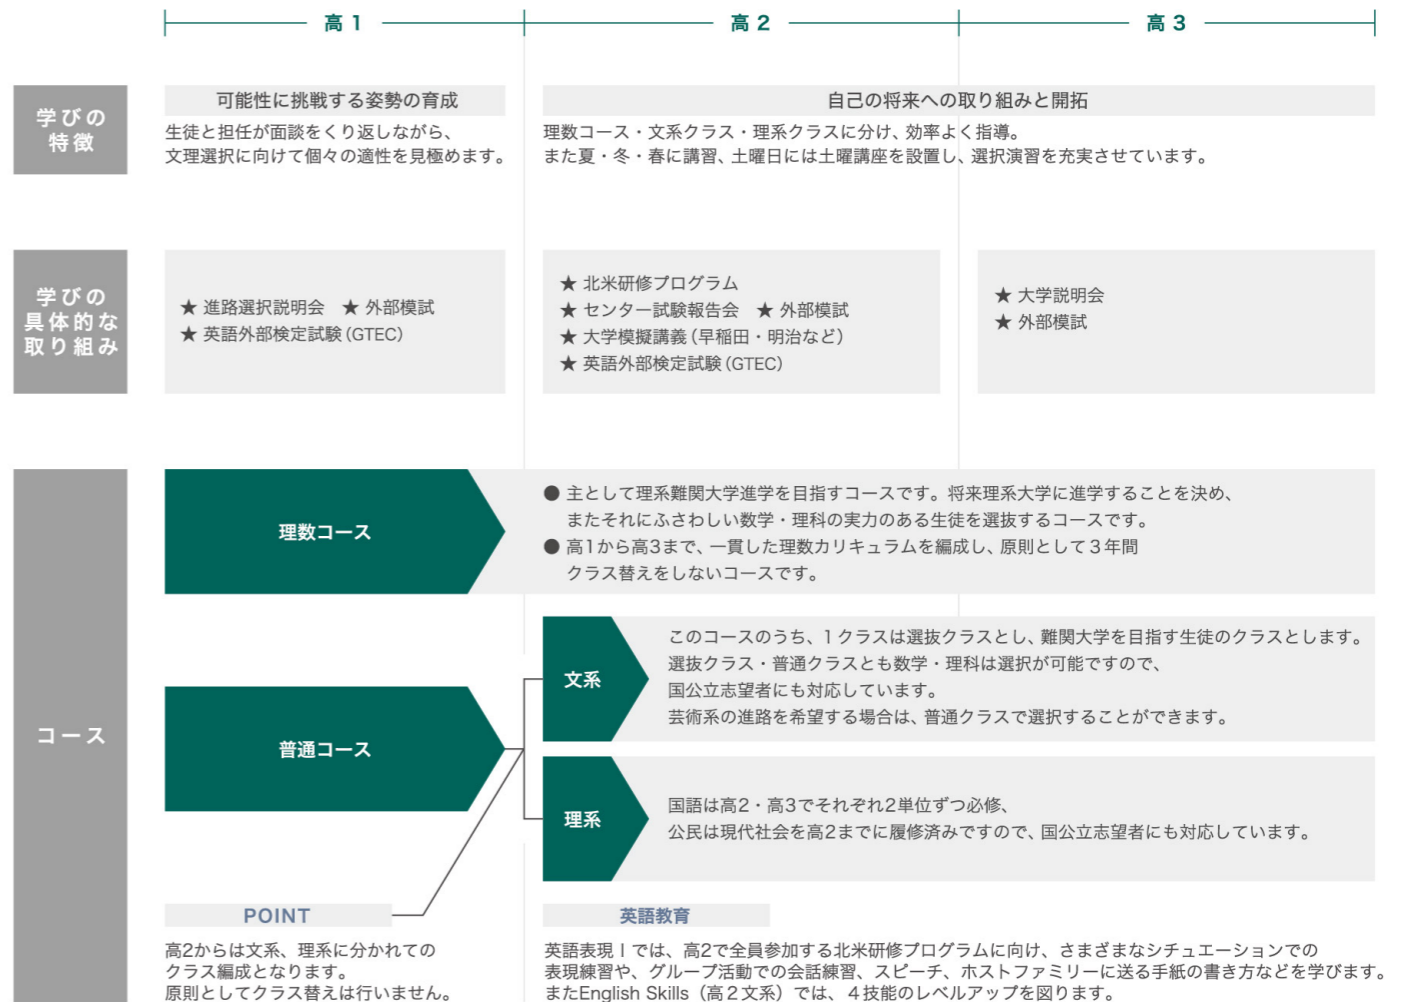 高1
高2
高3
学びの
特徴
可能性に挑戦する姿勢の育成
生徒と担任が面談をくり返しながら、
文理選択に向けて個々の適性を見極めます。
自己の将来への取り組みと開拓
理数コース・文系クラス・理系クラスに分け、効率よく指導。
また夏・冬・春に講習、土曜日には土曜講座を設置し、選択演習を充実させています。
学びの
具体的な
取り組み
★ 進路選択説明会 ★ 外部模試
★ 英語外部検定試験(GTEC)
★ 北米研修プログラム
★ センター試験報告会 ★ 外部模試
★ 大学模擬講義(早稲田・明治など)
★ 英語外部検定試験(GTEC)
★ 大学説明会
★ 外部模試
コース
理数コース
● 主として理系難関大学進学を目指すコースです。将来理系大学に進学することを決め、
またそれにふさわしい数学・理科の実力のある生徒を選抜するコースです。
● 高1から高3まで、一貫した理数カリキュラムを編成し、原則として3年間
クラス替えをしないコースです。
普通コース
文系
このコースのうち、1クラスは選抜クラスとし、難関大学を目指す生徒のクラスとします。
選抜クラス・普通クラスとも数学・理科は選択が可能ですので、
国公立志望者にも対応しています。
芸術系の進路を希望する場合は、普通クラスで選択することができます。
理系
国語は高2・高3でそれぞれ2単位ずつ必修、
公民は現代社会を高2までに履修済みですので、国公立志望者にも対応しています。
POINT
高2からは文系、理系に分かれての
クラス編成となります。
原則としてクラス替えは行いません。
英語教育
英語表現Ⅰでは、高2で全員参加する北米研修プログラムに向け、さまざまなシチュエーションでの
表現練習や、グループ活動での会話練習、スピーチ、ホストファミリーに送る手紙の書き方などを学びます。
またEnglish Skills(高2文系)では、4技能のレベルアップを図ります。